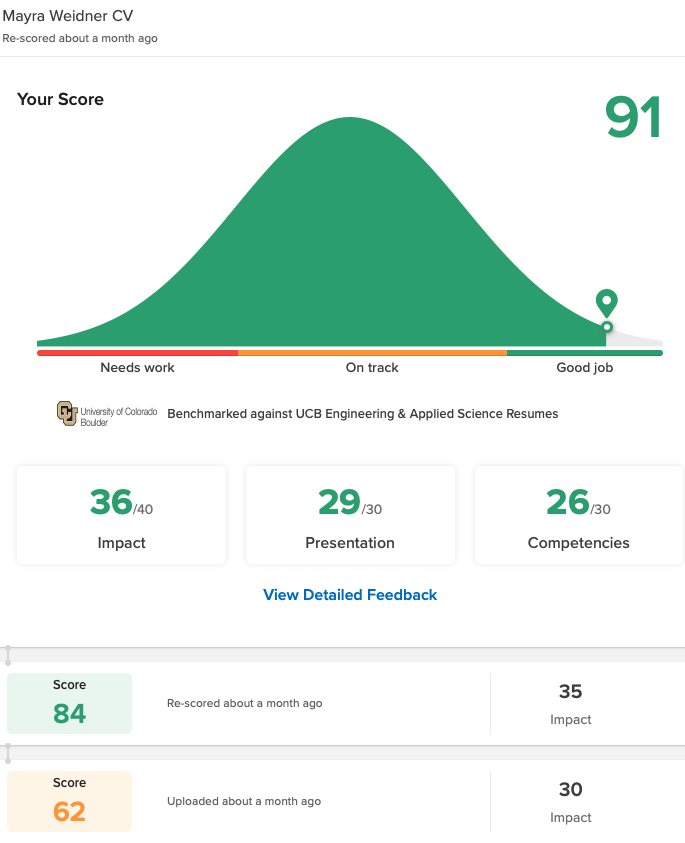 Mayra Weidner CV
Re-scored about a month ago
Your Score
91
Needs work On track Good job
University of Colorado
Boulder
Benchmarked against UCB Engineering & Applied Science Resumes
36/40 29/30 26/30
Impact Presentation Competencies
View Detailed Feedback
Score
84
Re-scored about a month ago
35
Impact
Score
62
Uploaded about a month ago
30
Impact